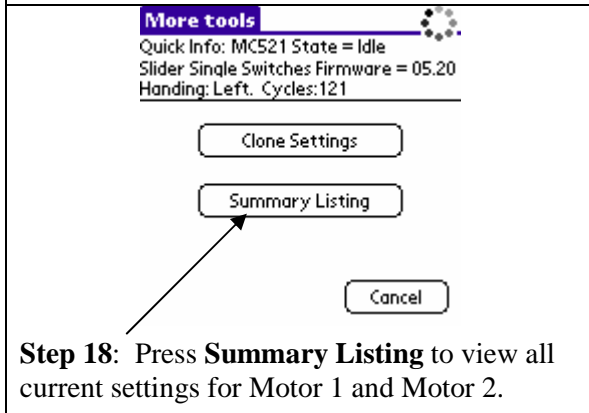 More tools
Quick Info: MC521 State = Idle
Slider Single Switches Firmware = 05.20
Handing: Left. Cycles:121
Clone Settings
Summary Listing
Cancel
Step 18: Press Summary Listing to view all
current settings for Motor 1 and Motor 2.